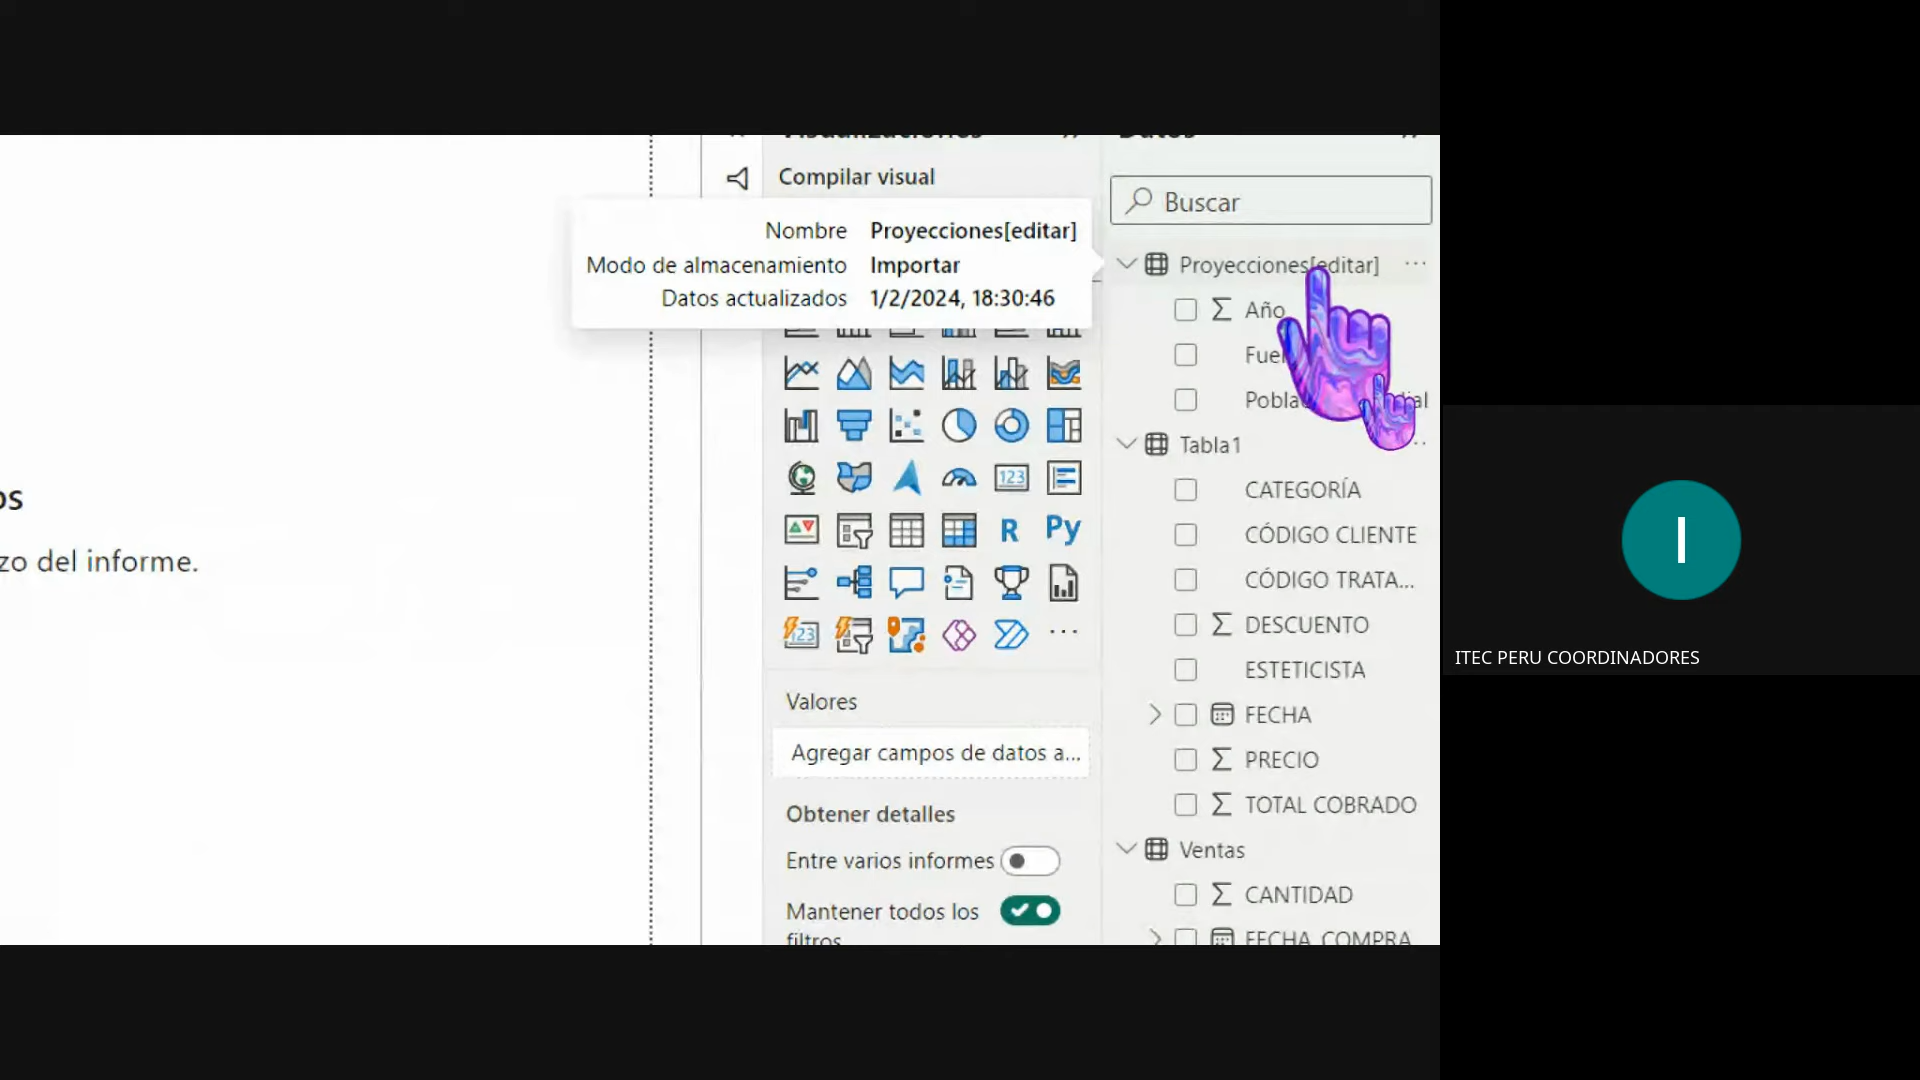 Compilar visual
Nombre Proyecciones[editar]
Modo de almacenamiento Importar
Datos actualizados 1/2/2024, 18:30:46
os
zo del informe.
123
R
Py
123
Valores
Agregar campos de datos a...
Obtener detalles
Entre varios informes
Mantener todos los
filtros
Datos
Buscar
Proyecciones[editar]
Año
Tabla1
CATEGORÍA
CÓDIGO CLIENTE
CÓDIGO TRATA...
Σ DESCUENTO
ESTETICISTA
FECHA
Σ PRECIO
Σ TOTAL COBRADO
Ventas
Σ CANTIDAD
FECHA COMPRA
I
ITEC PERU COORDINADORES